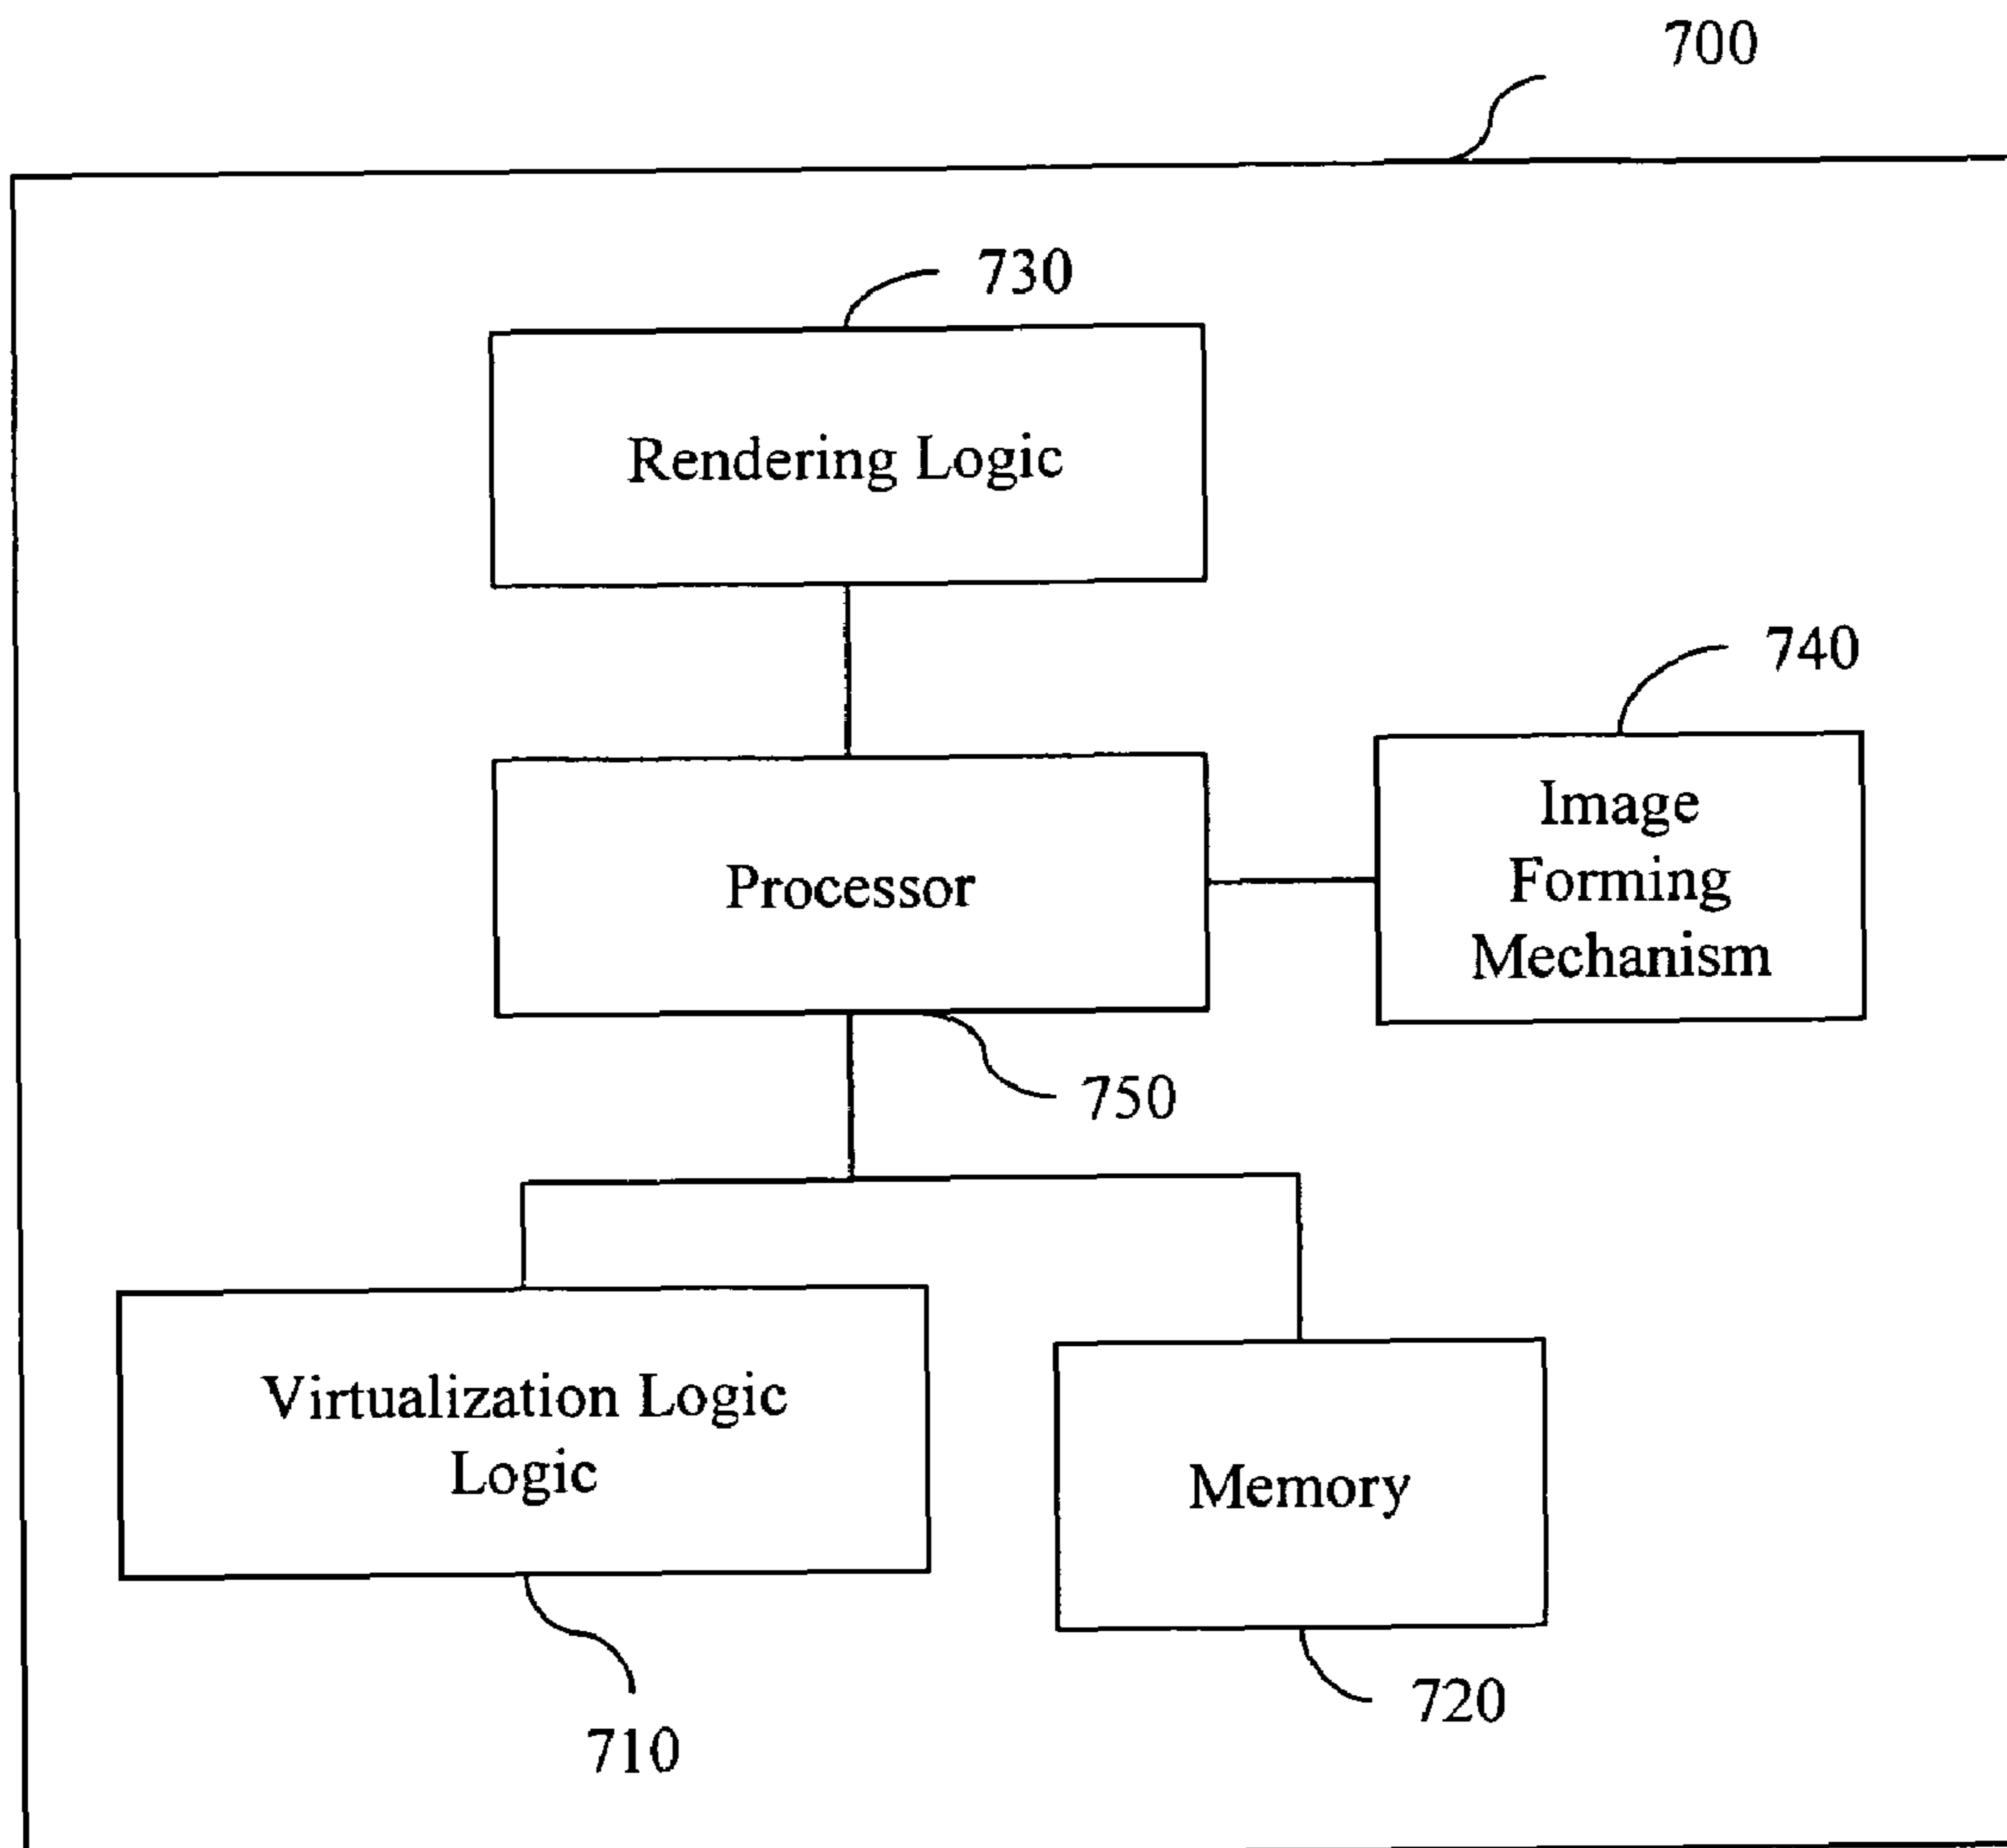 700
730
Rendering Logic
740
Image
Forming
Mechanism
Processor
750
Virtualization Logic
Logic
Memory
720
710